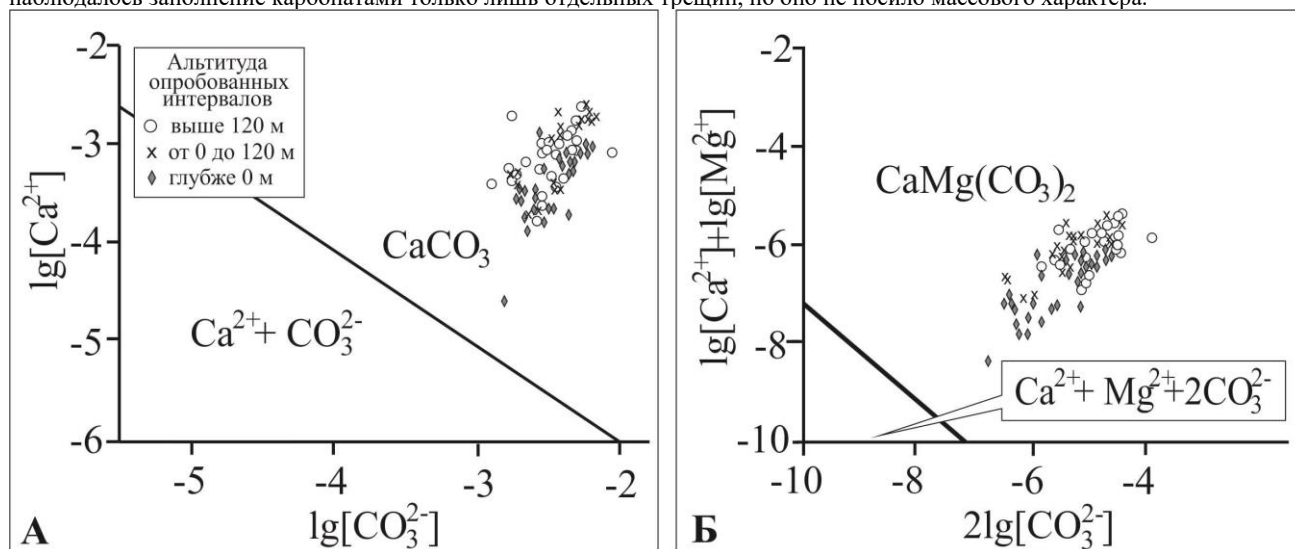 наблюдалось заполнение карбонатами только лишь отдельных трещин, но оно не носило массового характера.
-2
-3
-4
-5
-6
lg[Ca²⁺]
Альтитуда
опробованных
интервалов
выше 120 м
от 0 до 120 м
глубже 0 м
CaCO₃
Ca²⁺+ CO₃²⁻
-5
-4
-3
-2
lg[CO₃²⁻]
А
-2
-4
-6
-8
-10
lg[Ca²⁺]+lg[Mg²⁺]
CaMg(CO₃)₂
Ca²⁺+ Mg²⁺+2CO₃²⁻
-10
-8
-6
-4
2lg[CO₃²⁻]
Б